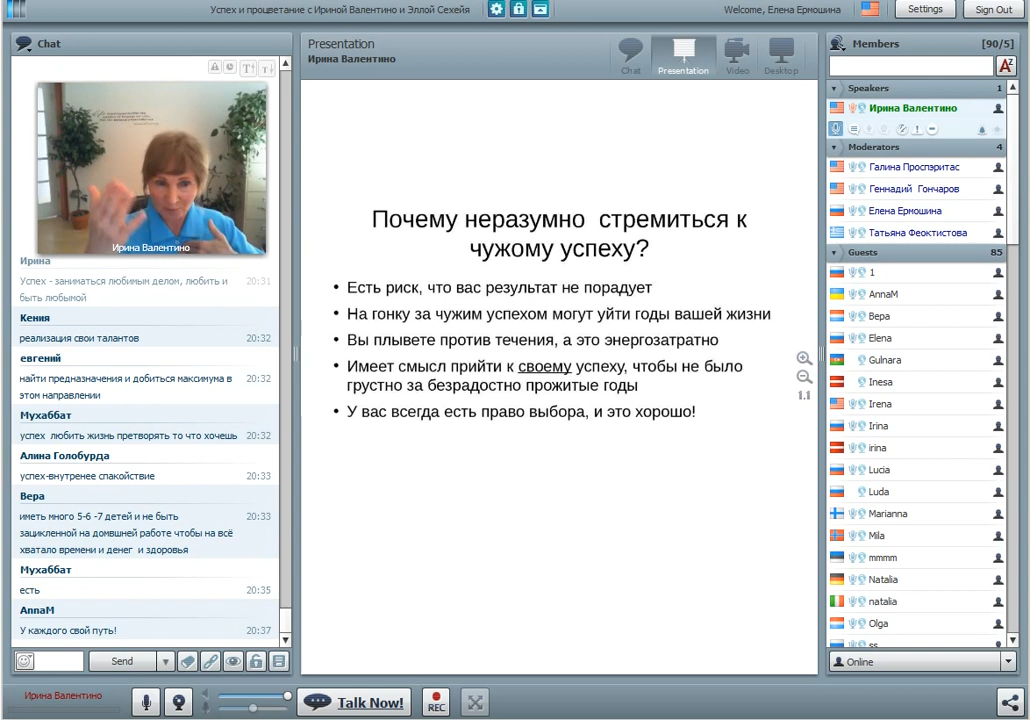 Успех и процветание с Ириной Валентино и Эллой Сехейя
Welcome, Елена Ермошина
Settings
Sign Out
Chat
Ирина Валентино
Ирина
Успех - заниматься любимым делом, любить и
быть любымой
20:31
Кения
реализация свои талантов
20:32
евгений
найти предназначения и добиться максимума в
этом направлении
20:32
Мухаббат
успех любить жизнь претворять то что хочешь
20:32
Алина Голобурда
успех-внутренее спакойствие
20:33
Вера
иметь много 5-6 -7 детей и не быть
зацикленной на домвшней работе чтобы на всё
хватало времени и денег и здоровья
20:33
Мухаббат
есть
20:35
AnnaM
У каждого свой путь!
20:37
Send
Presentation
Ирина Валентино
Chat
Presentation
Video
Desktop
Почему неразумно стремиться к
чужому успеху?
• Есть риск, что вас результат не порадует
• На гонку за чужим успехом могут уйти годы вашей жизни
• Вы плывете против течения, а это энергозатратно
• Имеет смысл прийти к своему успеху, чтобы не было
грустно за безрадостно прожитые годы
• У вас всегда есть право выбора, и это хорошо!
1.1
Members
[90/5]
Speakers
1
Ирина Валентино
Moderators
4
Галина Проспэритас
Геннадий Гончаров
Елена Ермошина
Татьяна Феоктистова
Guests
85
1
AnnaM
Bepa
Elena
Gulnara
Inesa
Irena
Irina
irina
Lucia
Luda
Marianna
Mila
mmmm
Natalia
natalia
Olga
ss
Online
Ирина Валентино
Talk Now!
REC